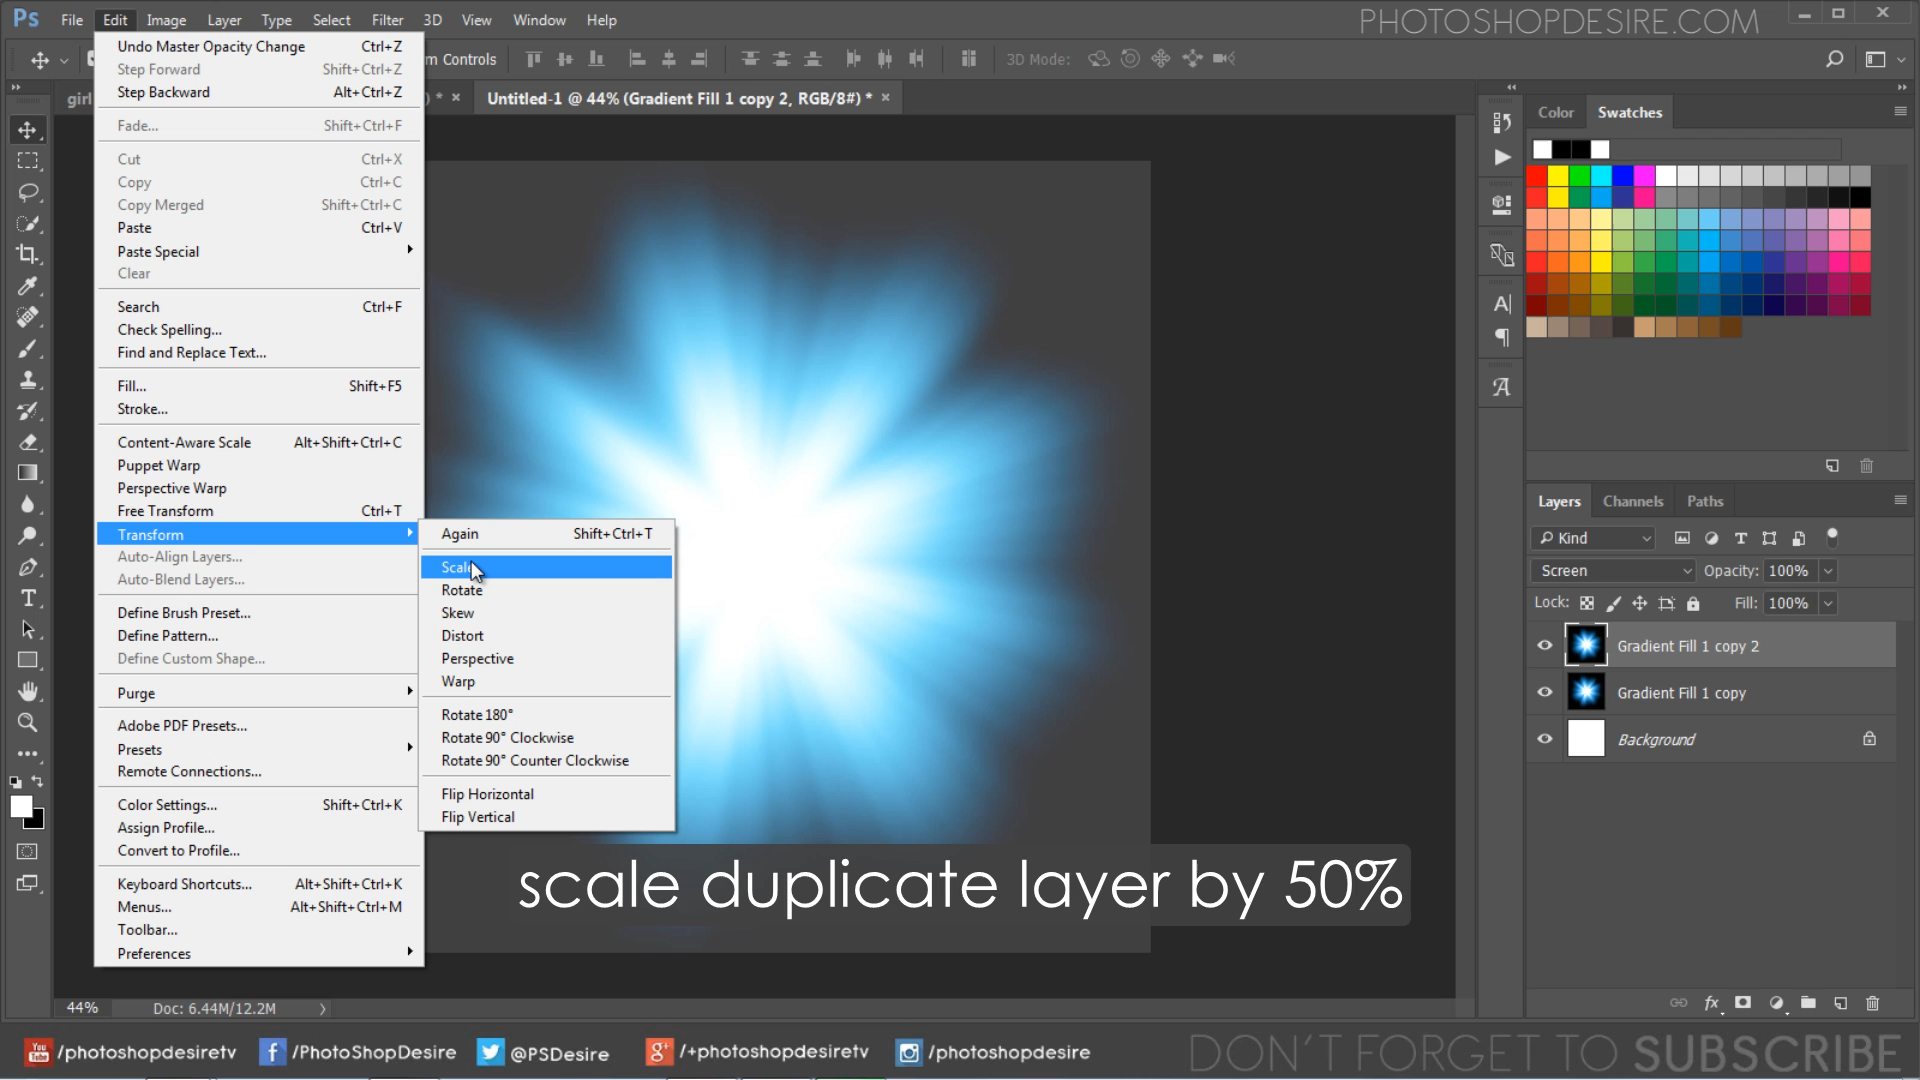 Ps File Edit Image Layer Type Select Filter 3D View Window Help
PHOTOSHOPDESIRE.COM
m Controls
3D Mode:
girl
) * ×
Untitled-1 @ 44% (Gradient Fill 1 copy 2, RGB/8#) * ×
Undo Master Opacity Change Ctrl+Z
Step Forward Shift+Ctrl+Z
Step Backward Alt+Ctrl+Z
Fade... Shift+Ctrl+F
Cut Ctrl+X
Copy Ctrl+C
Copy Merged Shift+Ctrl+C
Paste Ctrl+V
Paste Special
Clear
Search Ctrl+F
Check Spelling...
Find and Replace Text...
Fill... Shift+F5
Stroke...
Content-Aware Scale Alt+Shift+Ctrl+C
Puppet Warp
Perspective Warp
Free Transform Ctrl+T
Transform
Auto-Align Layers...
Auto-Blend Layers...
Define Brush Preset...
Define Pattern...
Define Custom Shape...
Purge
Adobe PDF Presets...
Presets
Remote Connections...
Color Settings... Shift+Ctrl+K
Assign Profile...
Convert to Profile...
Keyboard Shortcuts... Alt+Shift+Ctrl+K
Menus... Alt+Shift+Ctrl+M
Toolbar...
Preferences
Again Shift+Ctrl+T
Scale
Rotate
Skew
Distort
Perspective
Warp
Rotate 180°
Rotate 90° Clockwise
Rotate 90° Counter Clockwise
Flip Horizontal
Flip Vertical
scale duplicate layer by 50%
Color Swatches
Layers Channels Paths
Kind
Screen Opacity: 100%
Lock: Fill: 100%
Gradient Fill 1 copy 2
Gradient Fill 1 copy
Background
fx
44% Doc: 6.44M/12.2M
You Tube /photoshopdesiretv f /PhotoShopDesire @PSDesire g+ /+photoshopdesiretv /photoshopdesire
DON'T FORGET TO SUBSCRIBE